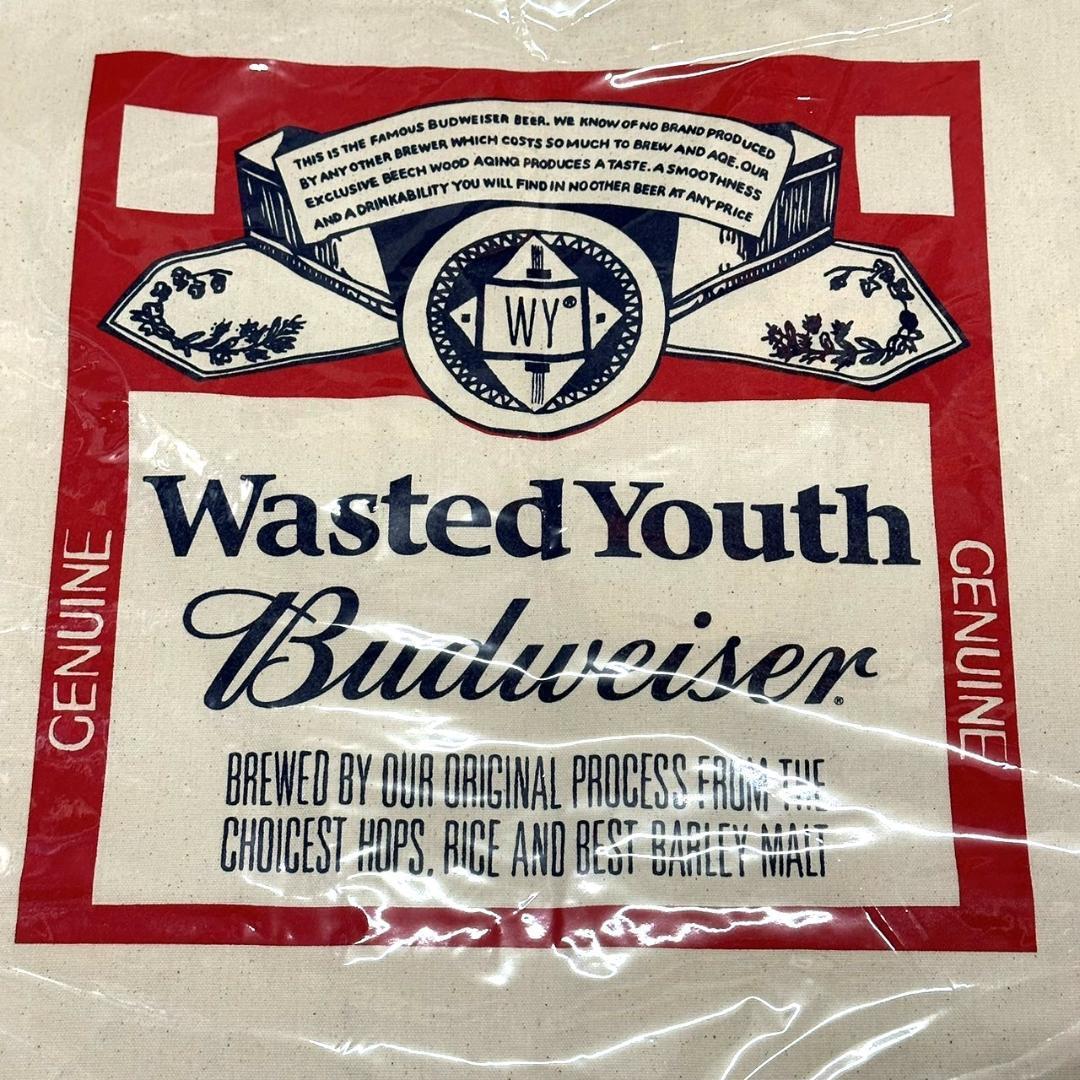 THIS IS THE FAMOUS BUDWEISER BEER. WE KNOW OF NO BRAND PRODUCED
BY ANY OTHER BREWER WHICH COSTS SO MUCH TO BREW AND AGE. OUR
EXCLUSIVE BEECH WOOD AGING PRODUCES A TASTE. A SMOOTHNESS
AND A DRINKABILITY YOU WILL FIND IN NO OTHER BEER AT ANY PRICE
WY®
Wasted Youth
Budweiser®
GENUINE
GENUINE
BREWED BY OUR ORIGINAL PROCESS FROM THE
CHOICEST HOPS, RICE AND BEST BARLEY MALT